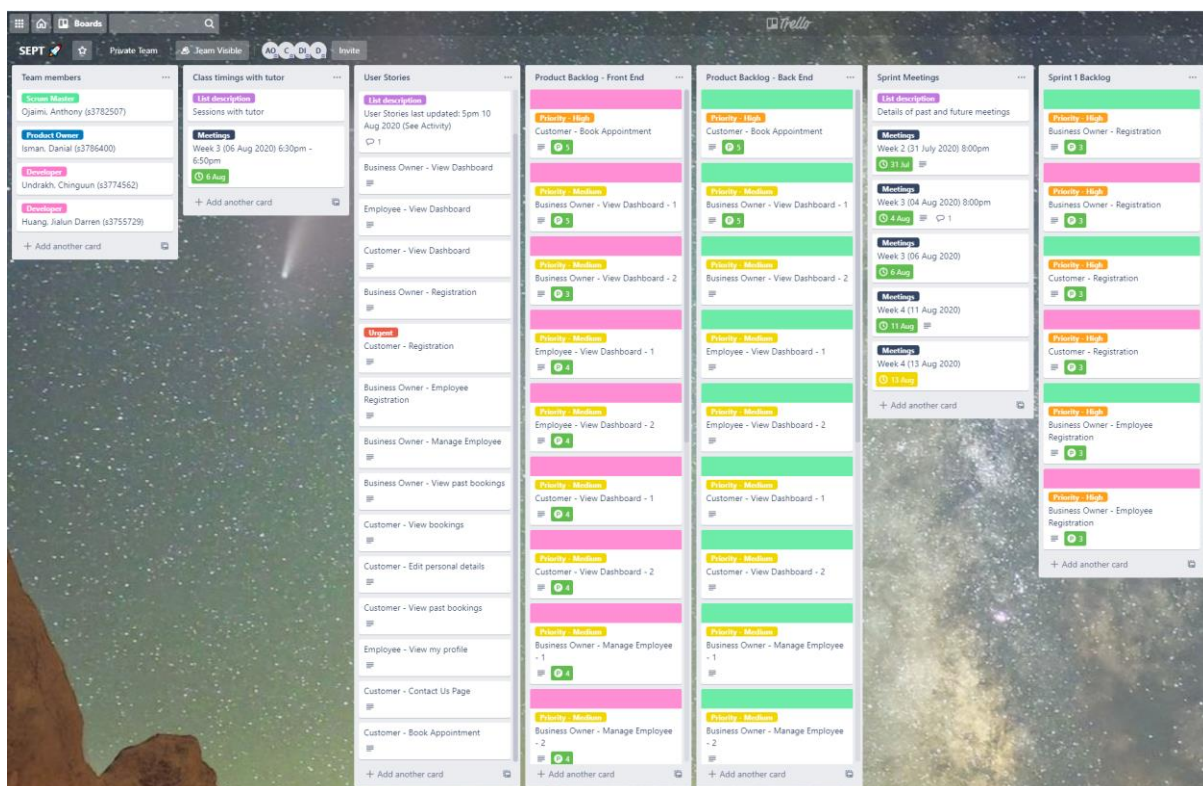 Boards
Trello
SEPT
Private Team
Team Visible
AO
C
DI
D
Invite
Team members
Scrum Master
Ojaimi, Anthony (s3782507)
Product Owner
Isman, Danial (s3786400)
Developer
Undrakh, Chinguun (s3774562)
Developer
Huang, Jialun Darren (s3755729)
+ Add another card
Class timings with tutor
List description
Sessions with tutor
Meetings
Week 3 (06 Aug 2020) 6:30pm -
6:50pm
6 Aug
+ Add another card
User Stories
List description
User Stories last updated: 5pm 10
Aug 2020 (See Activity)
1
Business Owner - View Dashboard
Employee - View Dashboard
Customer - View Dashboard
Business Owner - Registration
Urgent
Customer - Registration
Business Owner - Employee
Registration
Business Owner - Manage Employee
Business Owner - View past bookings
Customer - View bookings
Customer - Edit personal details
Customer - View past bookings
Employee - View my profile
Customer - Contact Us Page
Customer - Book Appointment
+ Add another card
Product Backlog - Front End
Priority - High
Customer - Book Appointment
5
Priority - Medium
Business Owner - View Dashboard - 1
5
Priority - Medium
Business Owner - View Dashboard - 2
3
Priority - Medium
Employee - View Dashboard - 1
4
Priority - Medium
Employee - View Dashboard - 2
4
Priority - Medium
Customer - View Dashboard - 1
4
Priority - Medium
Customer - View Dashboard - 2
4
Priority - Medium
Business Owner - Manage Employee
- 1
4
Priority - Medium
Business Owner - Manage Employee
- 2
4
+ Add another card
Product Backlog - Back End
Priority - High
Customer - Book Appointment
5
Priority - Medium
Business Owner - View Dashboard - 1
5
Priority - Medium
Business Owner - View Dashboard - 2
Priority - Medium
Employee - View Dashboard - 1
Priority - Medium
Employee - View Dashboard - 2
Priority - Medium
Customer - View Dashboard - 1
Priority - Medium
Customer - View Dashboard - 2
Priority - Medium
Business Owner - Manage Employee
- 1
Priority - Medium
Business Owner - Manage Employee
- 2
+ Add another card
Sprint Meetings
List description
Details of past and future meetings
Meetings
Week 2 (31 July 2020) 8:00pm
31 Jul
Meetings
Week 3 (04 Aug 2020) 8:00pm
4 Aug
1
Meetings
Week 3 (06 Aug 2020)
6 Aug
Meetings
Week 4 (11 Aug 2020)
11 Aug
Meetings
Week 4 (13 Aug 2020)
13 Aug
+ Add another card
Sprint 1 Backlog
Priority - High
Business Owner - Registration
3
Priority - High
Business Owner - Registration
3
Priority - High
Customer - Registration
3
Priority - High
Customer - Registration
3
Priority - High
Business Owner - Employee
Registration
3
Priority - High
Business Owner - Employee
Registration
3
+ Add another card